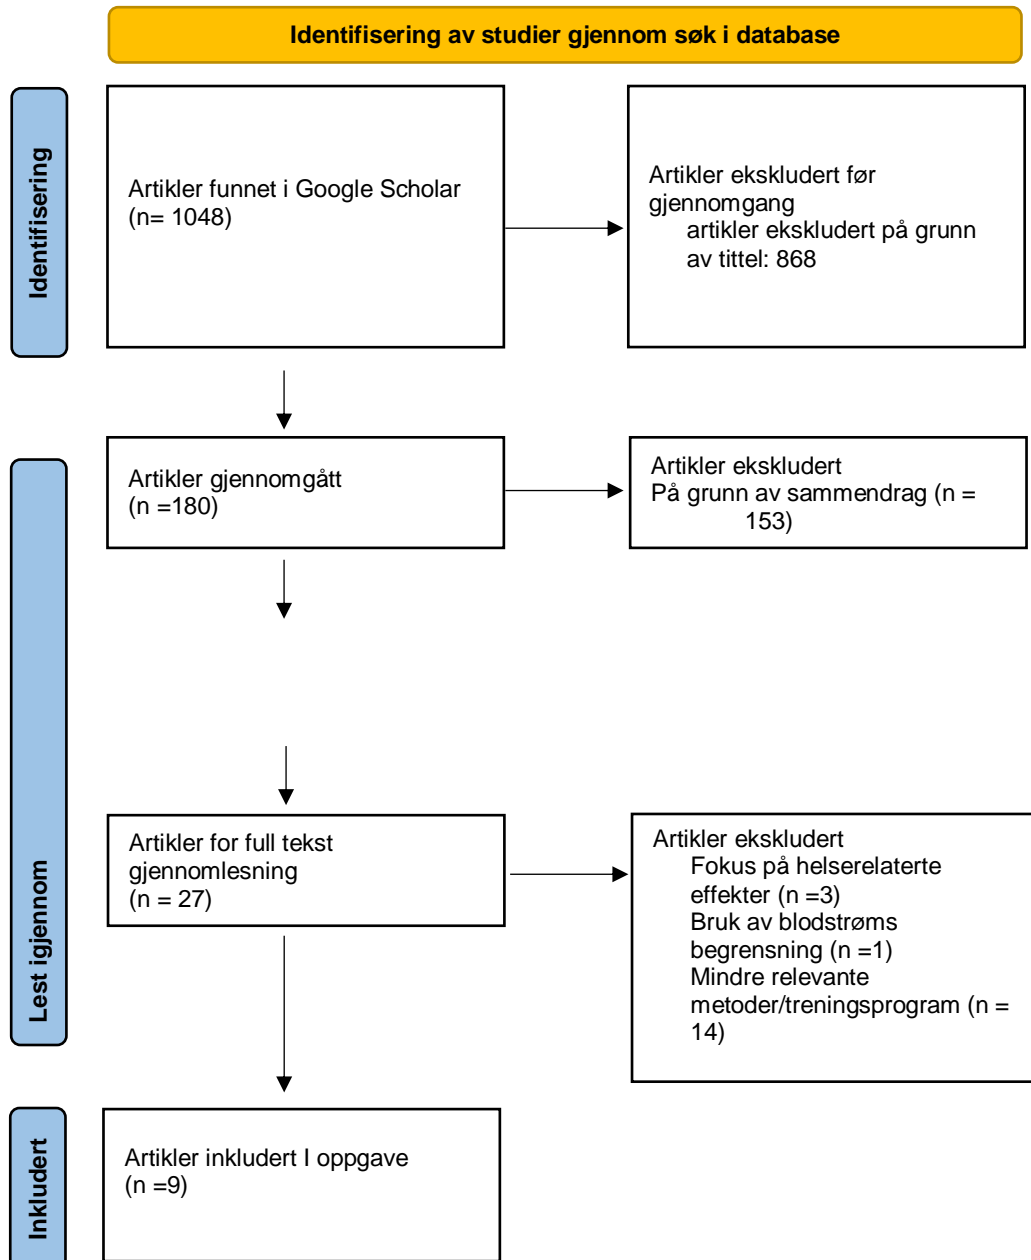 Identifisering av studier gjennom søk i database
Identifisering
Artikler funnet i Google Scholar
(n= 1048)
Artikler ekskludert før
gjennomgang
artikler ekskludert på grunn
av tittel: 868
Lest igjennom
Artikler gjennomgått
(n =180)
Artikler ekskludert
På grunn av sammendrag (n =
153)
Artikler for full tekst
gjennomlesning
(n = 27)
Artikler ekskludert
Fokus på helserelaterte
effekter (n =3)
Bruk av blodstrøms
begrensning (n =1)
Mindre relevante
metoder/treningsprogram (n =
14)
Inkludert
Artikler inkludert I oppgave
(n =9)